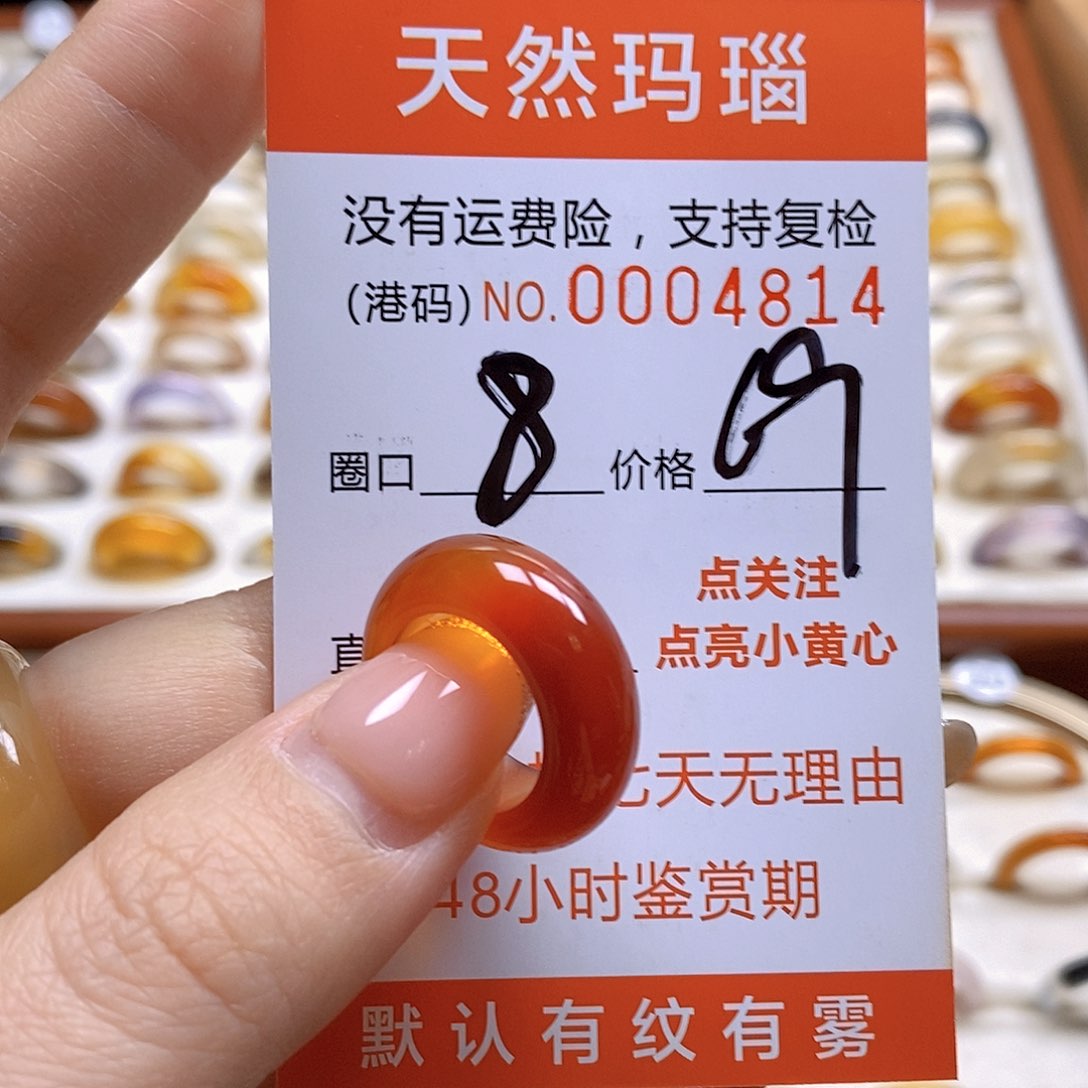 天然玛瑙
没有运费险，支持复检
(港码) NO.0004814
圈口 8 价格
点关注
点亮小黄心
七天无理由
48小时鉴赏期
默认有纹有雾